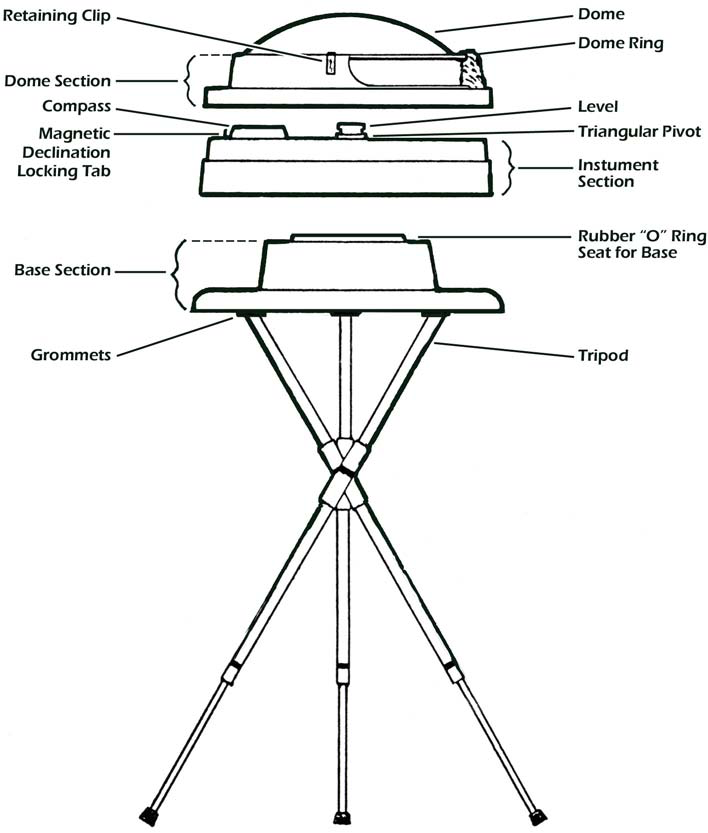 Retaining Clip
Dome
Dome Ring
Dome Section
Compass
Level
Magnetic
Declination
Locking Tab
Triangular Pivot
Instument
Section
Rubber “O” Ring
Seat for Base
Base Section
Grommets
Tripod